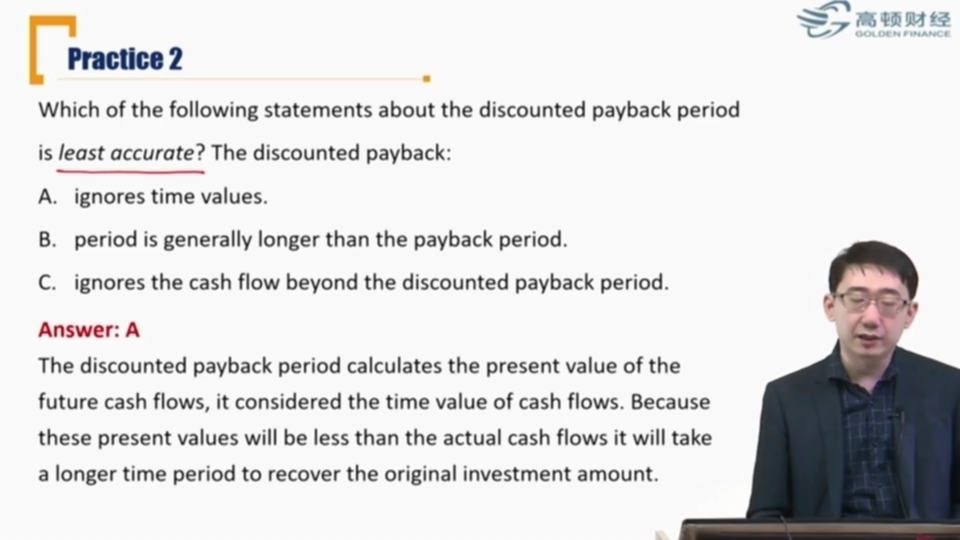 高顿财经
GOLDEN FINANCE
Practice 2
Which of the following statements about the discounted payback period
is least accurate? The discounted payback:
A. ignores time values.
B. period is generally longer than the payback period.
C. ignores the cash flow beyond the discounted payback period.
Answer: A
The discounted payback period calculates the present value of the
future cash flows, it considered the time value of cash flows. Because
these present values will be less than the actual cash flows it will take
a longer time period to recover the original investment amount.